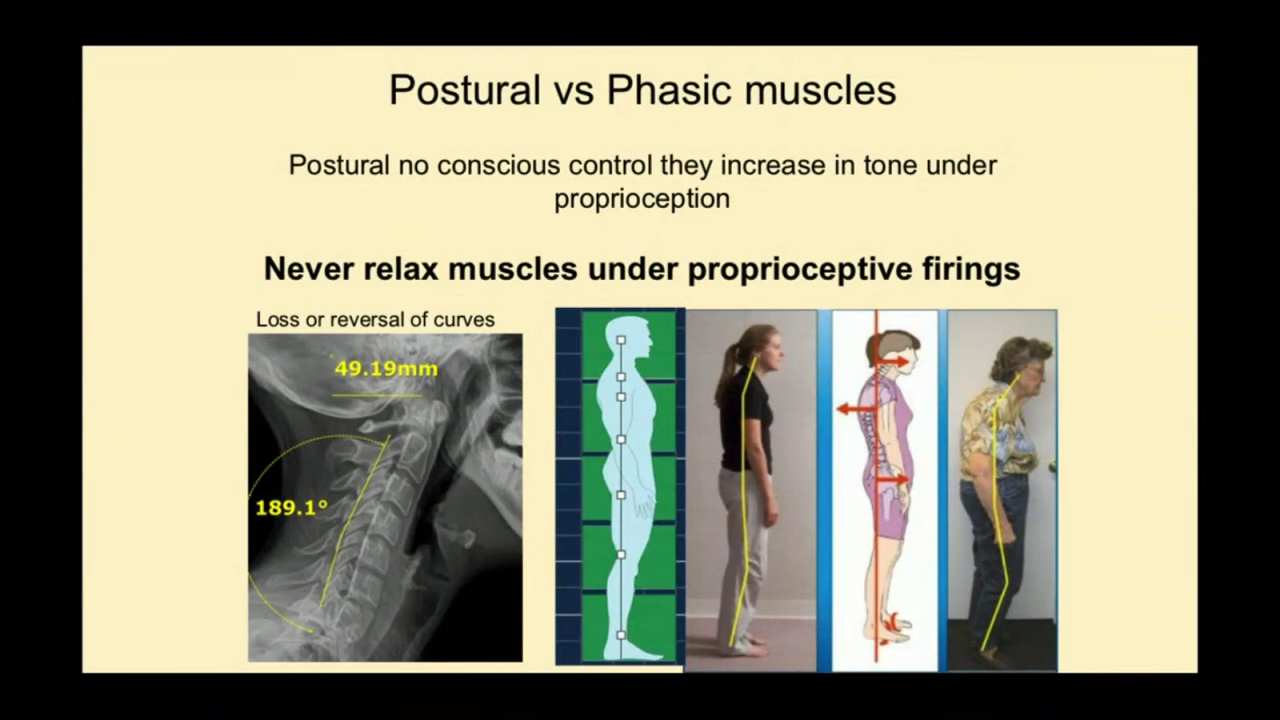 Postural vs Phasic muscles
Postural no conscious control they increase in tone under
proprioception
Never relax muscles under proprioceptive firings
Loss or reversal of curves
49.19mm
189.1°